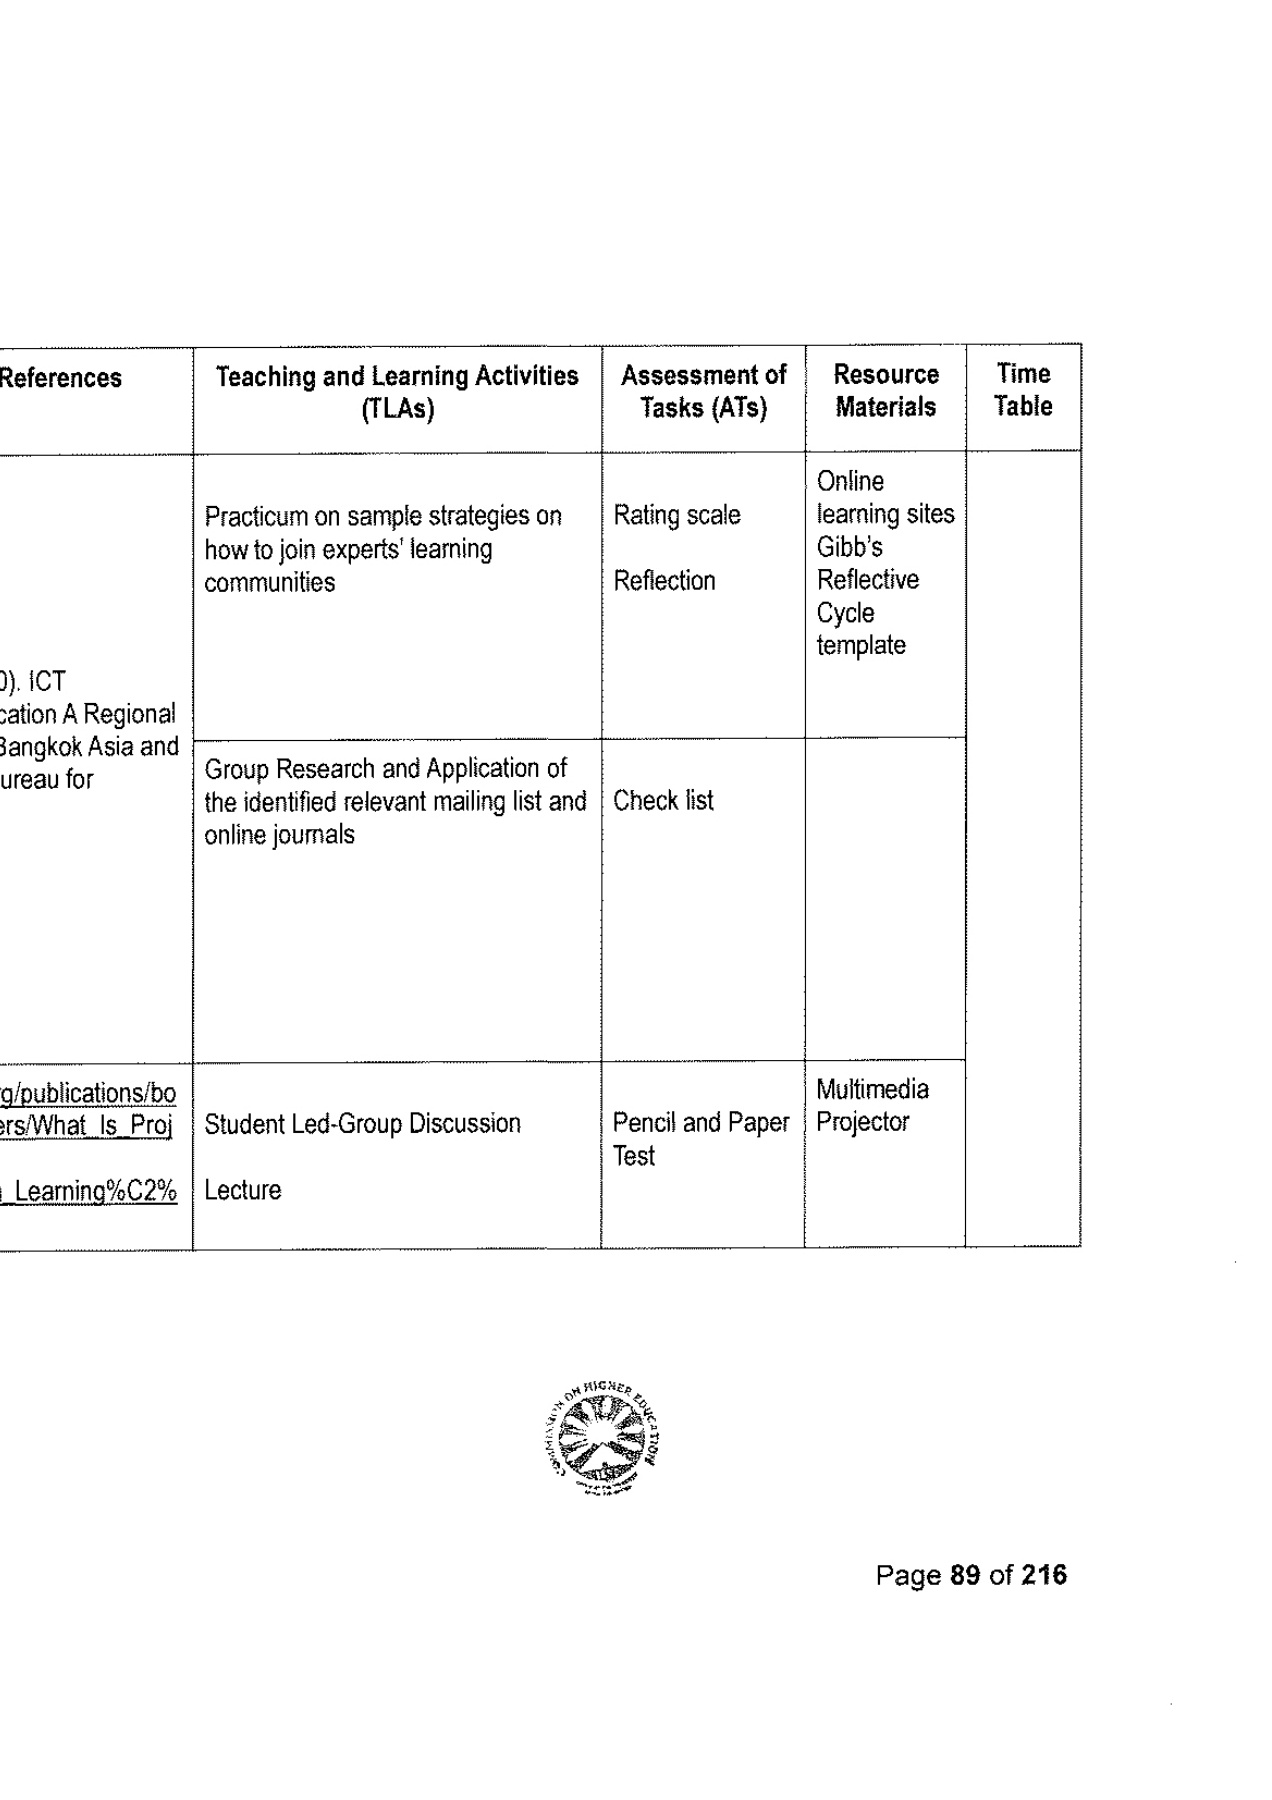 References
Teaching and Learning Activities
(TLAs)
Assessment of
Tasks (ATs)
Resource
Materials
Time
Table
0). ICT
cation A Regional
Bangkok Asia and
ureau for
Practicum on sample strategies on
how to join experts' learning
communities
Rating scale
Reflection
Online
learning sites
Gibb's
Reflective
Cycle
template
Group Research and Application of
the identified relevant mailing list and
online journals
Check list
rg/publications/bo
ers/What_Is_Proj
_Learning%C2%
Student Led-Group Discussion
Lecture
Pencil and Paper
Test
Multimedia
Projector
COMMISSION ON HIGHER EDUCATION
Page 89 of 216